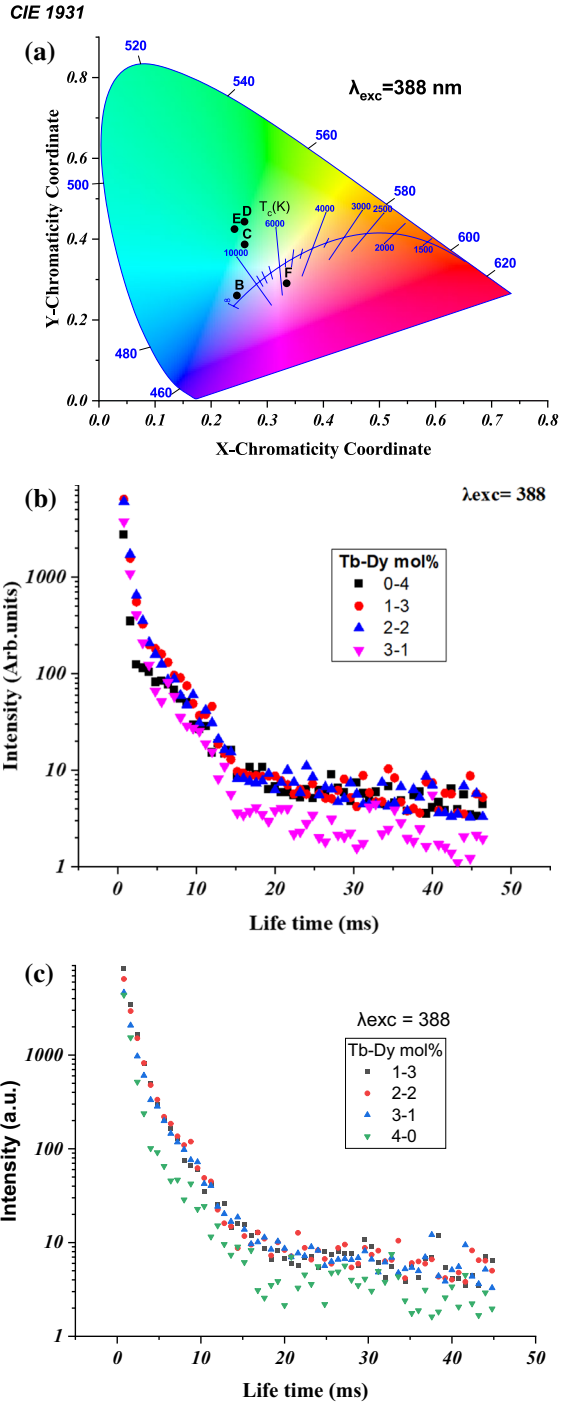 CIE 1931
(a)
λexc=388 nm
520
540
560
500
580
600
620
480
460
Tc(K)
10000
6000
4000
3000
2500
2000
1500
∞
D
E
C
B
F
0.8
0.6
0.4
0.2
0.0
0.0 0.1 0.2 0.3 0.4 0.5 0.6 0.7 0.8
Y-Chromaticity Coordinate
X-Chromaticity Coordinate
(b)
λexc= 388
Tb-Dy mol%
0-4
1-3
2-2
3-1
1000
100
10
1
0 10 20 30 40 50
Intensity (Arb.units)
Life time (ms)
(c)
λexc = 388
Tb-Dy mol%
1-3
2-2
3-1
4-0
1000
100
10
1
0 10 20 30 40 50
Intensity (a.u.)
Life time (ms)